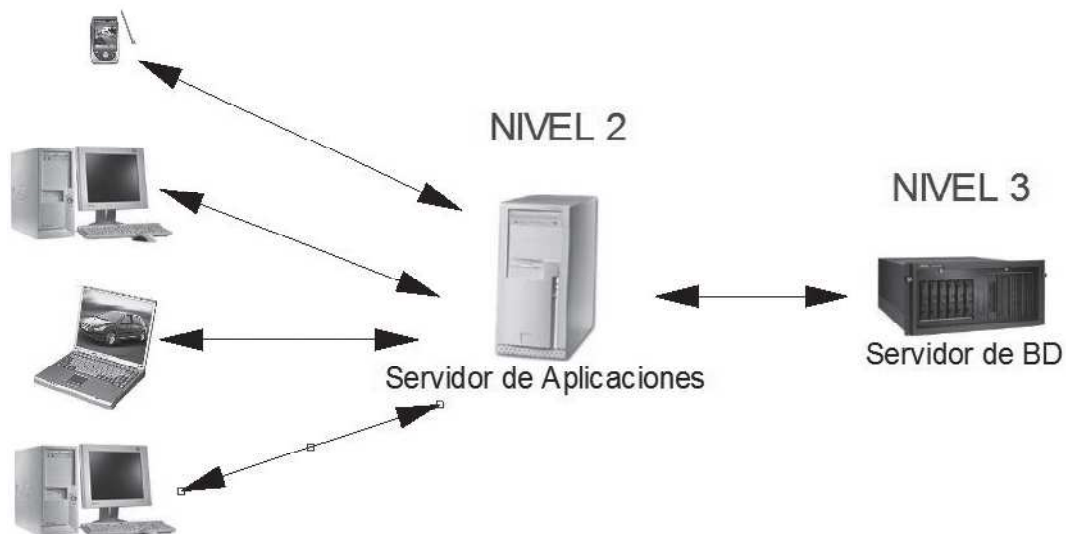 NIVEL 2
NIVEL 3
Servidor de Aplicaciones
Servidor de BD